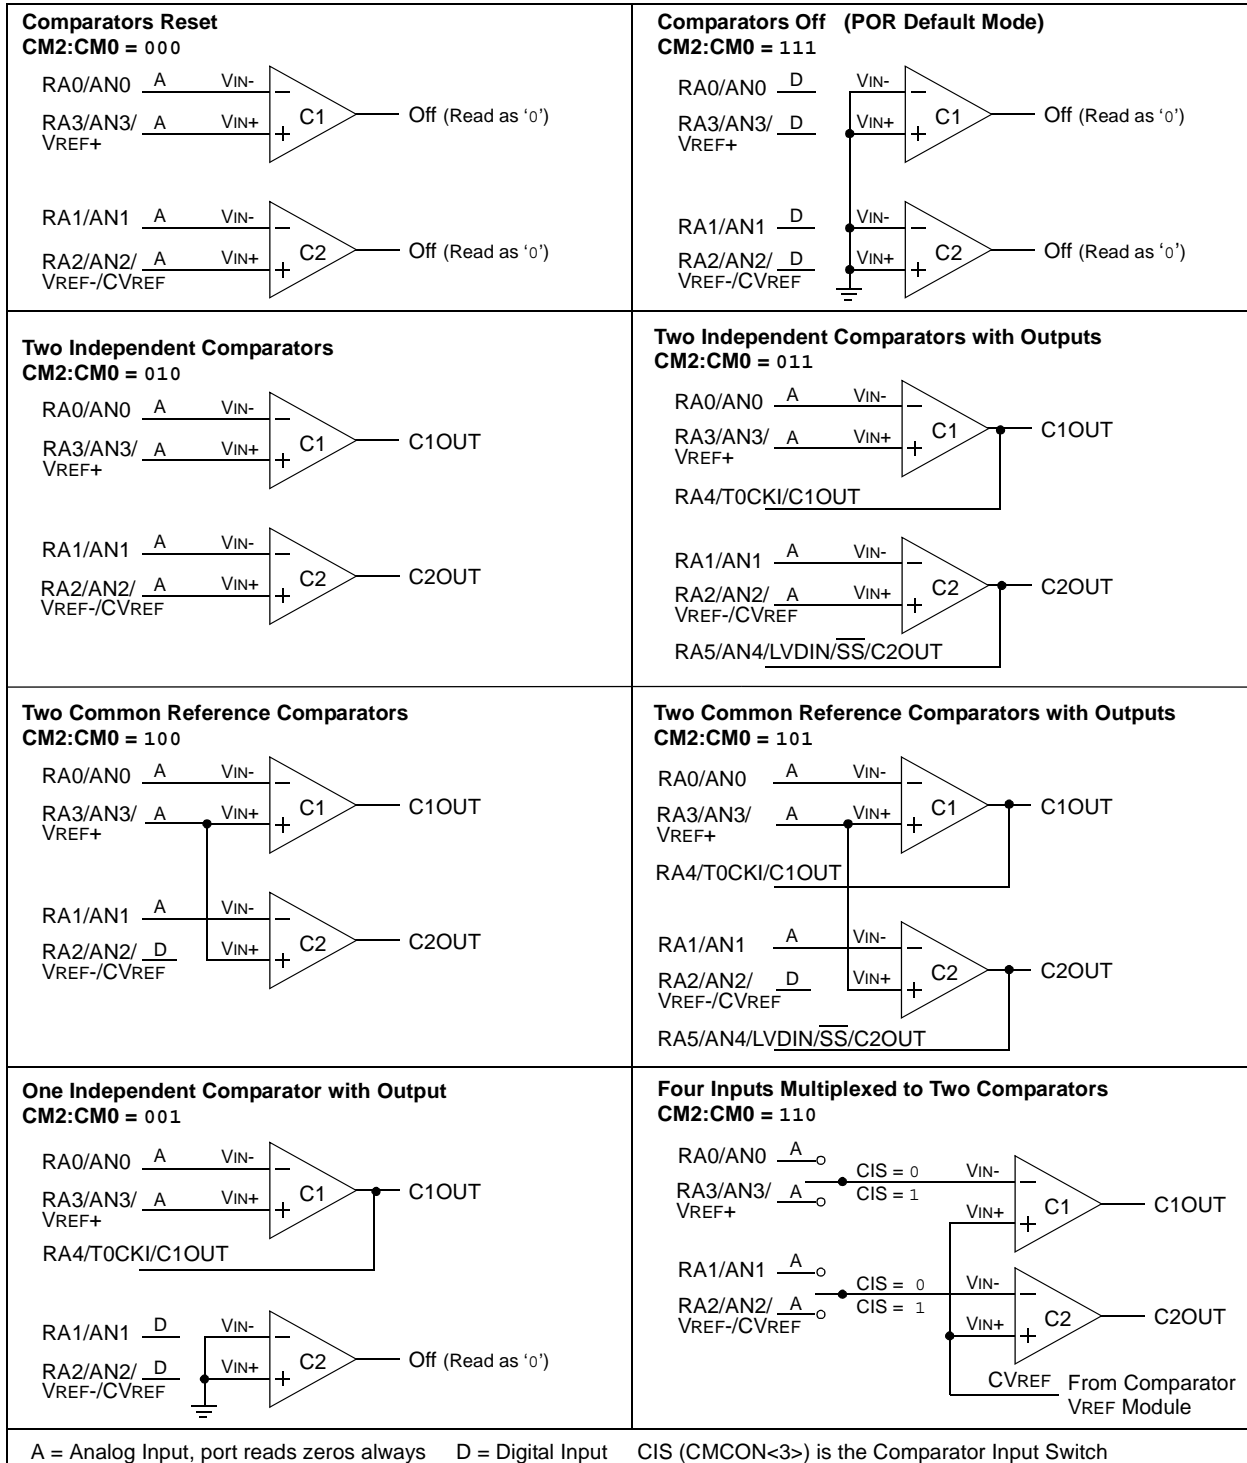 Comparators Reset
CM2:CM0 = 000
RA0/AN0 A VIN-
RA3/AN3/ A VIN+
VREF+
C1
Off (Read as ‘0’)
RA1/AN1 A VIN-
RA2/AN2/ A VIN+
VREF-/CVREF
C2
Off (Read as ‘0’)
Comparators Off (POR Default Mode)
CM2:CM0 = 111
RA0/AN0 D VIN-
RA3/AN3/ D VIN+
VREF+
C1
Off (Read as ‘0’)
RA1/AN1 D VIN-
RA2/AN2/ D VIN+
VREF-/CVREF
C2
Off (Read as ‘0’)
Two Independent Comparators
CM2:CM0 = 010
RA0/AN0 A VIN-
RA3/AN3/ A VIN+
VREF+
C1
C1OUT
RA1/AN1 A VIN-
RA2/AN2/ A VIN+
VREF-/CVREF
C2
C2OUT
Two Independent Comparators with Outputs
CM2:CM0 = 011
RA0/AN0 A VIN-
RA3/AN3/ A VIN+
VREF+
C1
C1OUT
RA4/T0CKI/C1OUT
RA1/AN1 A VIN-
RA2/AN2/ A VIN+
VREF-/CVREF
C2
C2OUT
RA5/AN4/LVDIN/SS/C2OUT
Two Common Reference Comparators
CM2:CM0 = 100
RA0/AN0 A VIN-
RA3/AN3/ A VIN+
VREF+
C1
C1OUT
RA1/AN1 A VIN-
RA2/AN2/ D VIN+
VREF-/CVREF
C2
C2OUT
Two Common Reference Comparators with Outputs
CM2:CM0 = 101
RA0/AN0 A VIN-
RA3/AN3/ A VIN+
VREF+
C1
C1OUT
RA4/T0CKI/C1OUT
RA1/AN1 A VIN-
RA2/AN2/ D VIN+
VREF-/CVREF
C2
C2OUT
RA5/AN4/LVDIN/SS/C2OUT
One Independent Comparator with Output
CM2:CM0 = 001
RA0/AN0 A VIN-
RA3/AN3/ A VIN+
VREF+
C1
C1OUT
RA4/T0CKI/C1OUT
RA1/AN1 D VIN-
RA2/AN2/ D VIN+
VREF-/CVREF
C2
Off (Read as ‘0’)
Four Inputs Multiplexed to Two Comparators
CM2:CM0 = 110
RA0/AN0 A
CIS = 0 VIN-
RA3/AN3/ A CIS = 1
VREF+
VIN+
C1
C1OUT
RA1/AN1 A
CIS = 0 VIN-
RA2/AN2/ A CIS = 1
VREF-/CVREF
VIN+
C2
C2OUT
CVREF From Comparator
VREF Module
A = Analog Input, port reads zeros always D = Digital Input CIS (CMCON<3>) is the Comparator Input Switch